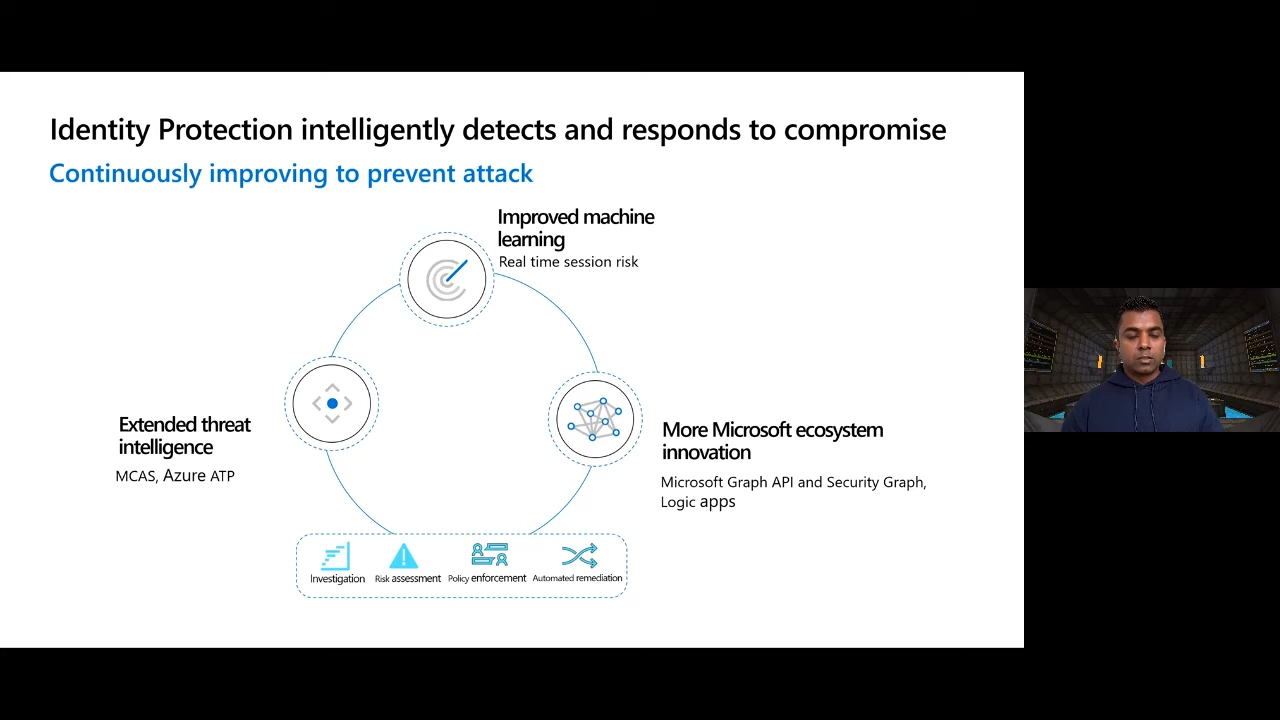 Identity Protection intelligently detects and responds to compromise
Continuously improving to prevent attack
Improved machine
learning
Real time session risk
Extended threat
intelligence
MCAS, Azure ATP
More Microsoft ecosystem
innovation
Microsoft Graph API and Security Graph,
Logic apps
Investigation
Risk assessment
Policy enforcement
Automated remediation